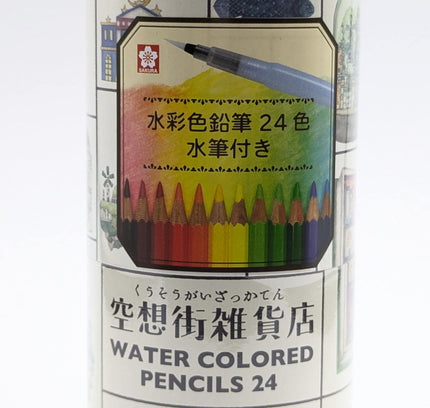 SAKURA
水彩色鉛筆24色
水筆付き
くうそうがいざっかてん
空想街雑貨店
WATER COLORED
PENCILS 24